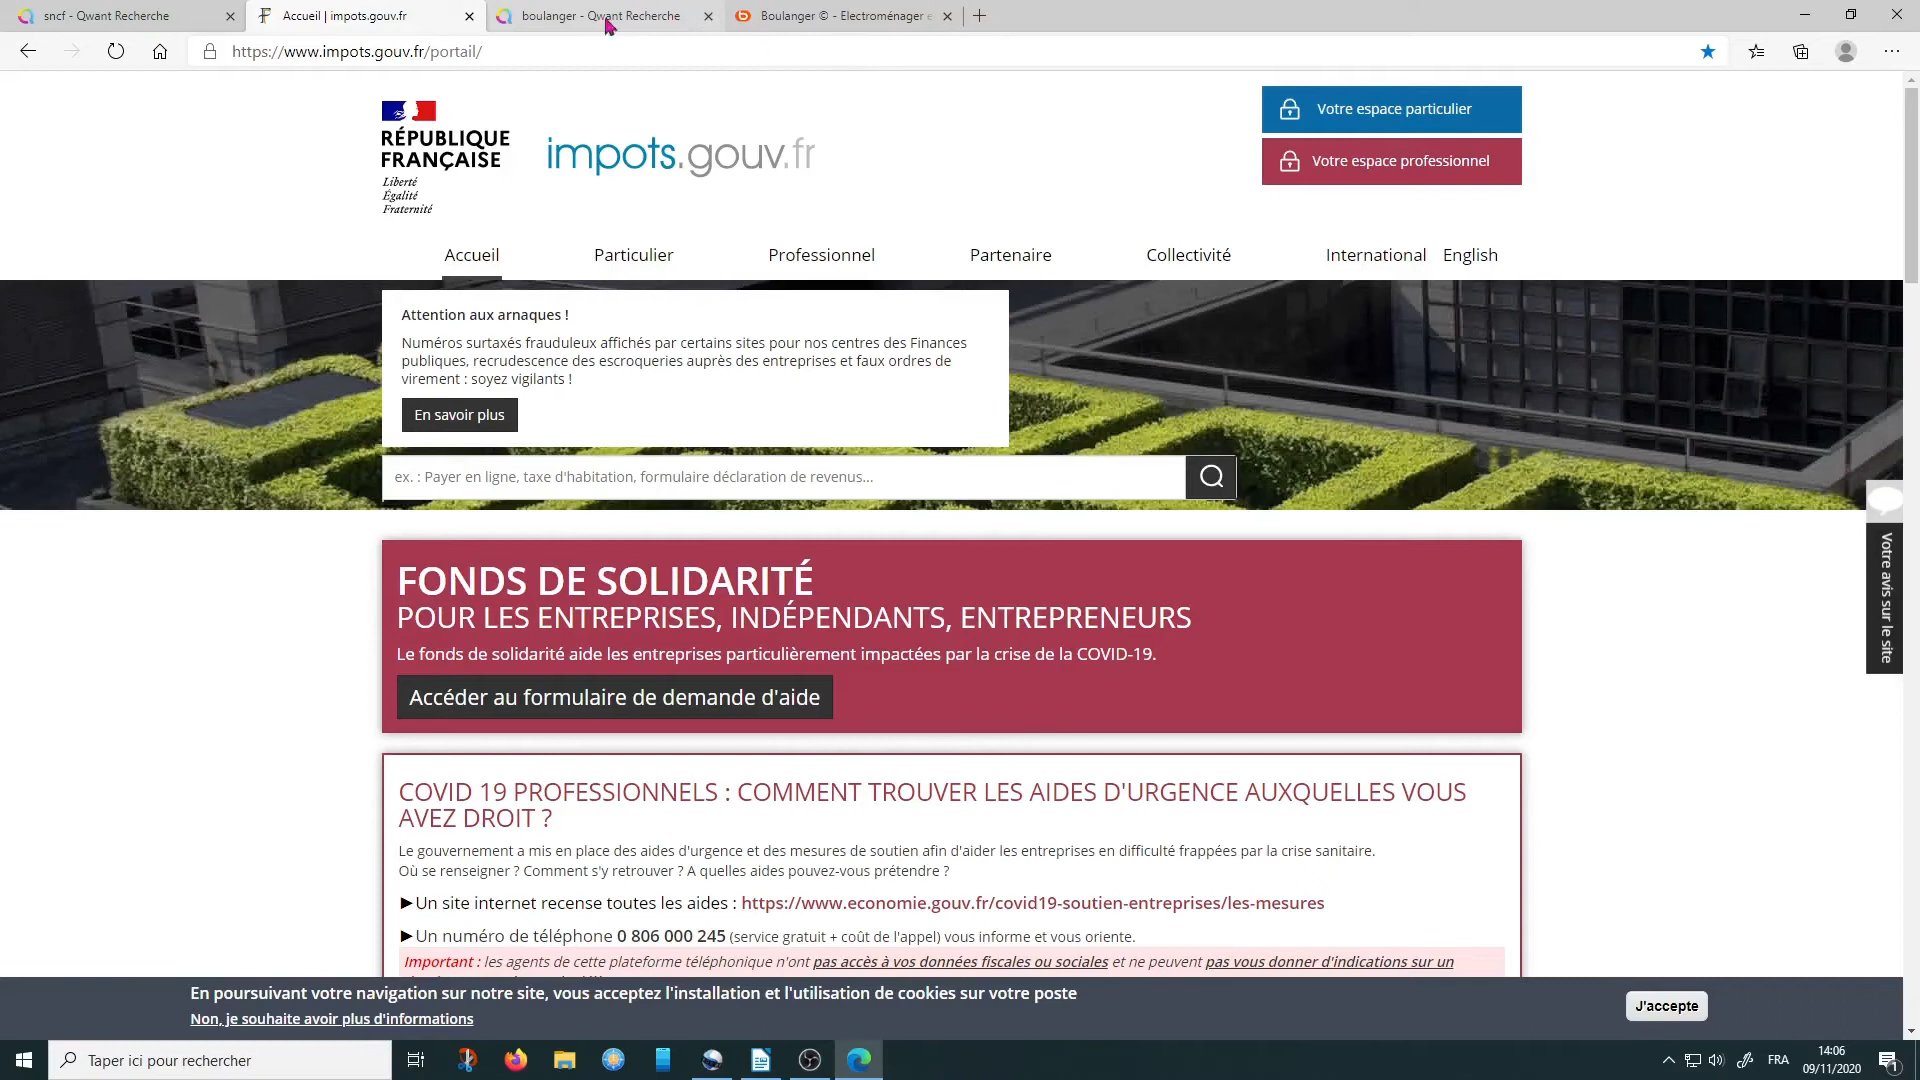 sncf - Qwant Recherche
Accueil | impots.gouv.fr
boulanger - Qwant Recherche
Boulanger © - Electroménager e
https://www.impots.gouv.fr/portail/
RÉPUBLIQUE
FRANÇAISE
Liberté
Égalité
Fraternité
impots.gouv.fr
Votre espace particulier
Votre espace professionnel
Accueil
Particulier
Professionnel
Partenaire
Collectivité
International
English
Attention aux arnaques !
Numéros surtaxés frauduleux affichés par certains sites pour nos centres des Finances
publiques, recrudescence des escroqueries auprès des entreprises et faux ordres de
virement : soyez vigilants !
En savoir plus
ex. : Payer en ligne, taxe d'habitation, formulaire déclaration de revenus...
Votre avis sur le site
FONDS DE SOLIDARITÉ
POUR LES ENTREPRISES, INDÉPENDANTS, ENTREPRENEURS
Le fonds de solidarité aide les entreprises particulièrement impactées par la crise de la COVID-19.
Accéder au formulaire de demande d'aide
COVID 19 PROFESSIONNELS : COMMENT TROUVER LES AIDES D'URGENCE AUXQUELLES VOUS
AVEZ DROIT ?
Le gouvernement a mis en place des aides d'urgence et des mesures de soutien afin d'aider les entreprises en difficulté frappées par la crise sanitaire.
Où se renseigner ? Comment s'y retrouver ? A quelles aides pouvez-vous prétendre ?
►Un site internet recense toutes les aides : https://www.economie.gouv.fr/covid19-soutien-entreprises/les-mesures
►Un numéro de téléphone 0 806 000 245 (service gratuit + coût de l'appel) vous informe et vous oriente.
Important : les agents de cette plateforme téléphonique n'ont pas accès à vos données fiscales ou sociales et ne peuvent pas vous donner d'indications sur un
En poursuivant votre navigation sur notre site, vous acceptez l'installation et l'utilisation de cookies sur votre poste
Non, je souhaite avoir plus d'informations
J'accepte
Taper ici pour rechercher
FRA
14:06
09/11/2020
1